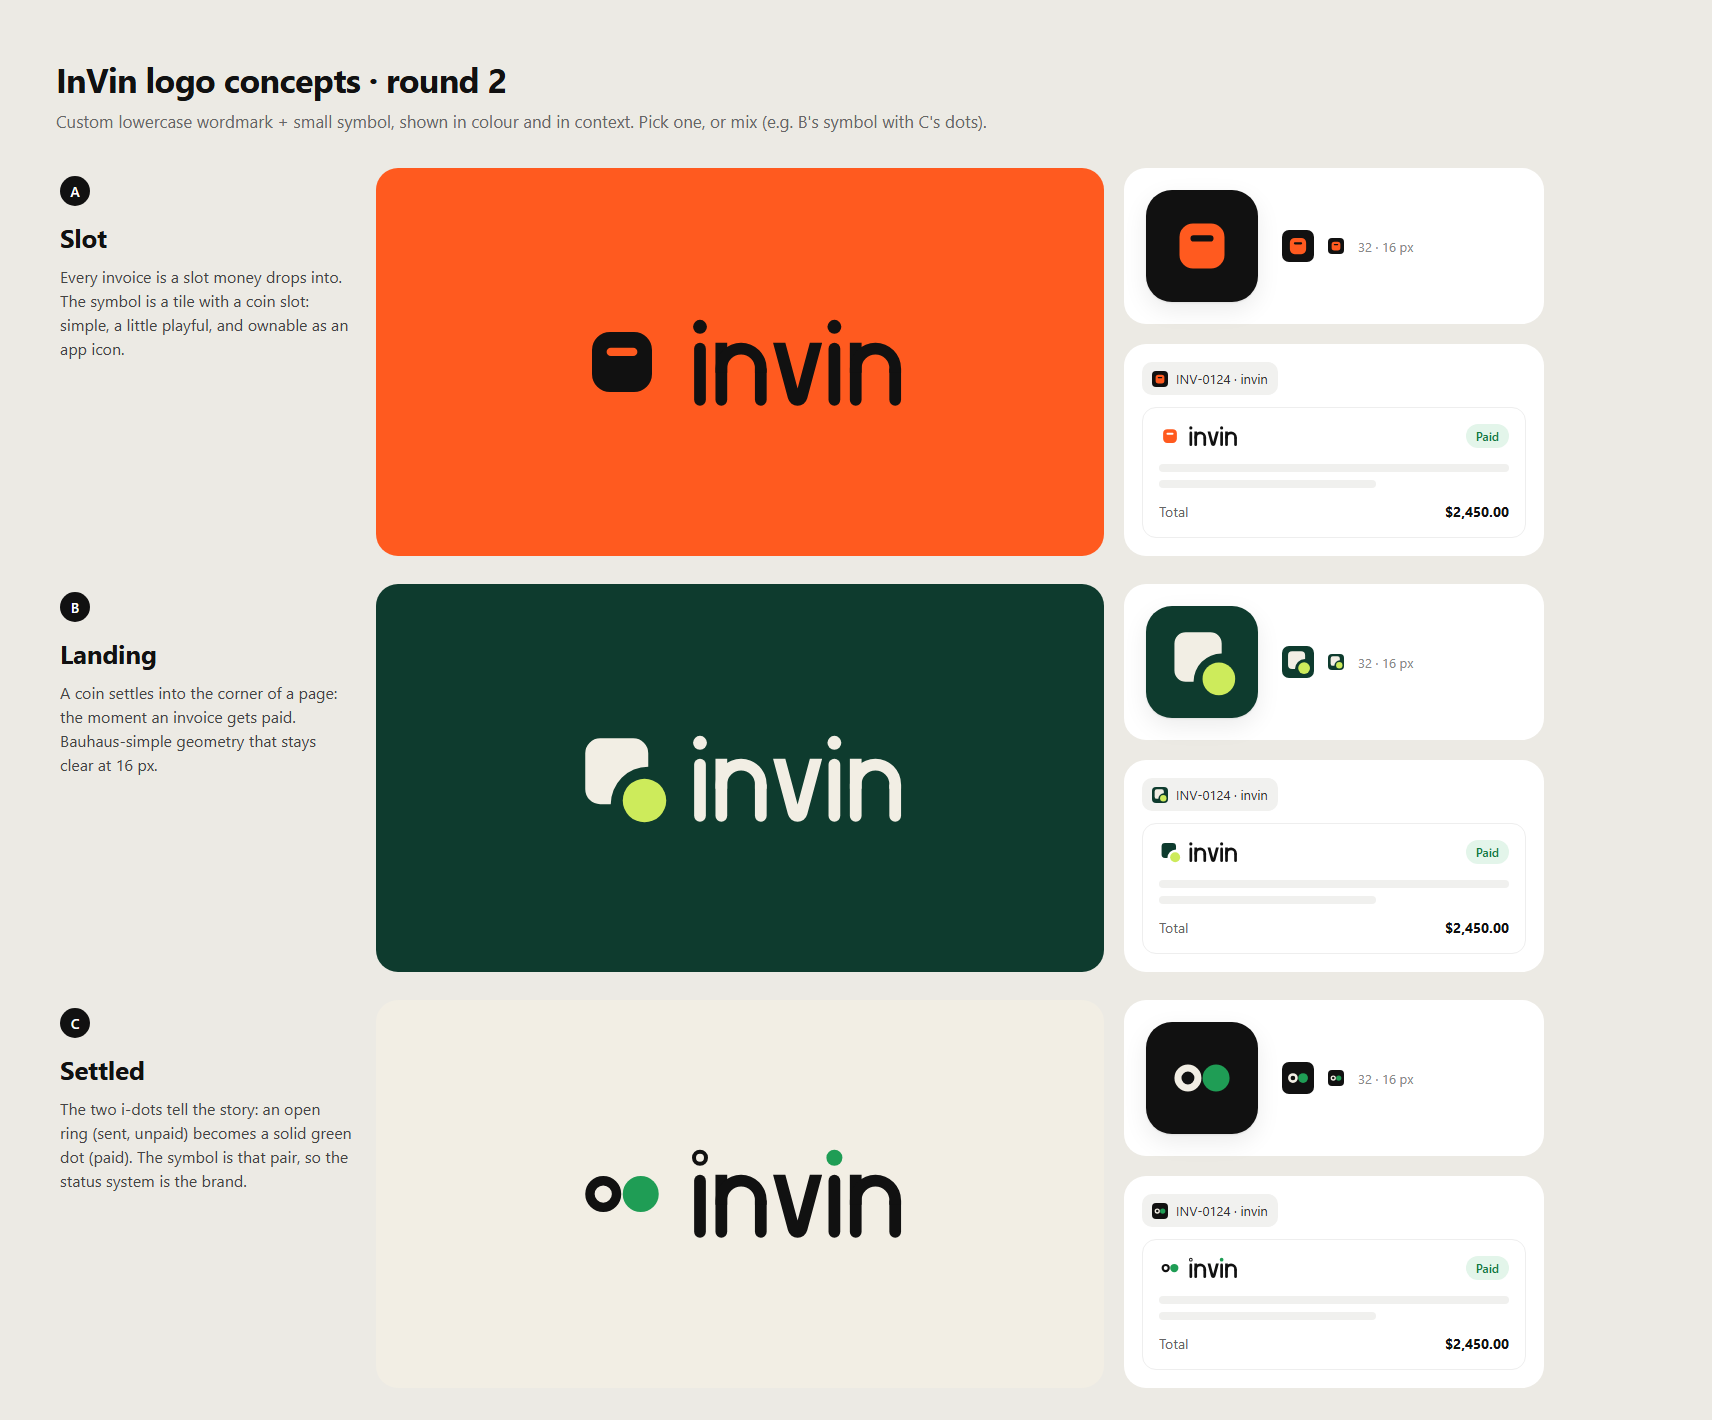 InVin logo concepts · round 2
Custom lowercase wordmark + small symbol, shown in colour and in context. Pick one, or mix (e.g. B's symbol with C's dots).
A
Slot
Every invoice is a slot money drops into.
The symbol is a tile with a coin slot:
simple, a little playful, and ownable as an
app icon.
invin
32 · 16 px
INV-0124 · invin
invin
Paid
Total
$2,450.00
B
Landing
A coin settles into the corner of a page:
the moment an invoice gets paid.
Bauhaus-simple geometry that stays
clear at 16 px.
invin
32 · 16 px
INV-0124 · invin
invin
Paid
Total
$2,450.00
C
Settled
The two i-dots tell the story: an open
ring (sent, unpaid) becomes a solid green
dot (paid). The symbol is that pair, so the
status system is the brand.
invin
32 · 16 px
INV-0124 · invin
invin
Paid
Total
$2,450.00